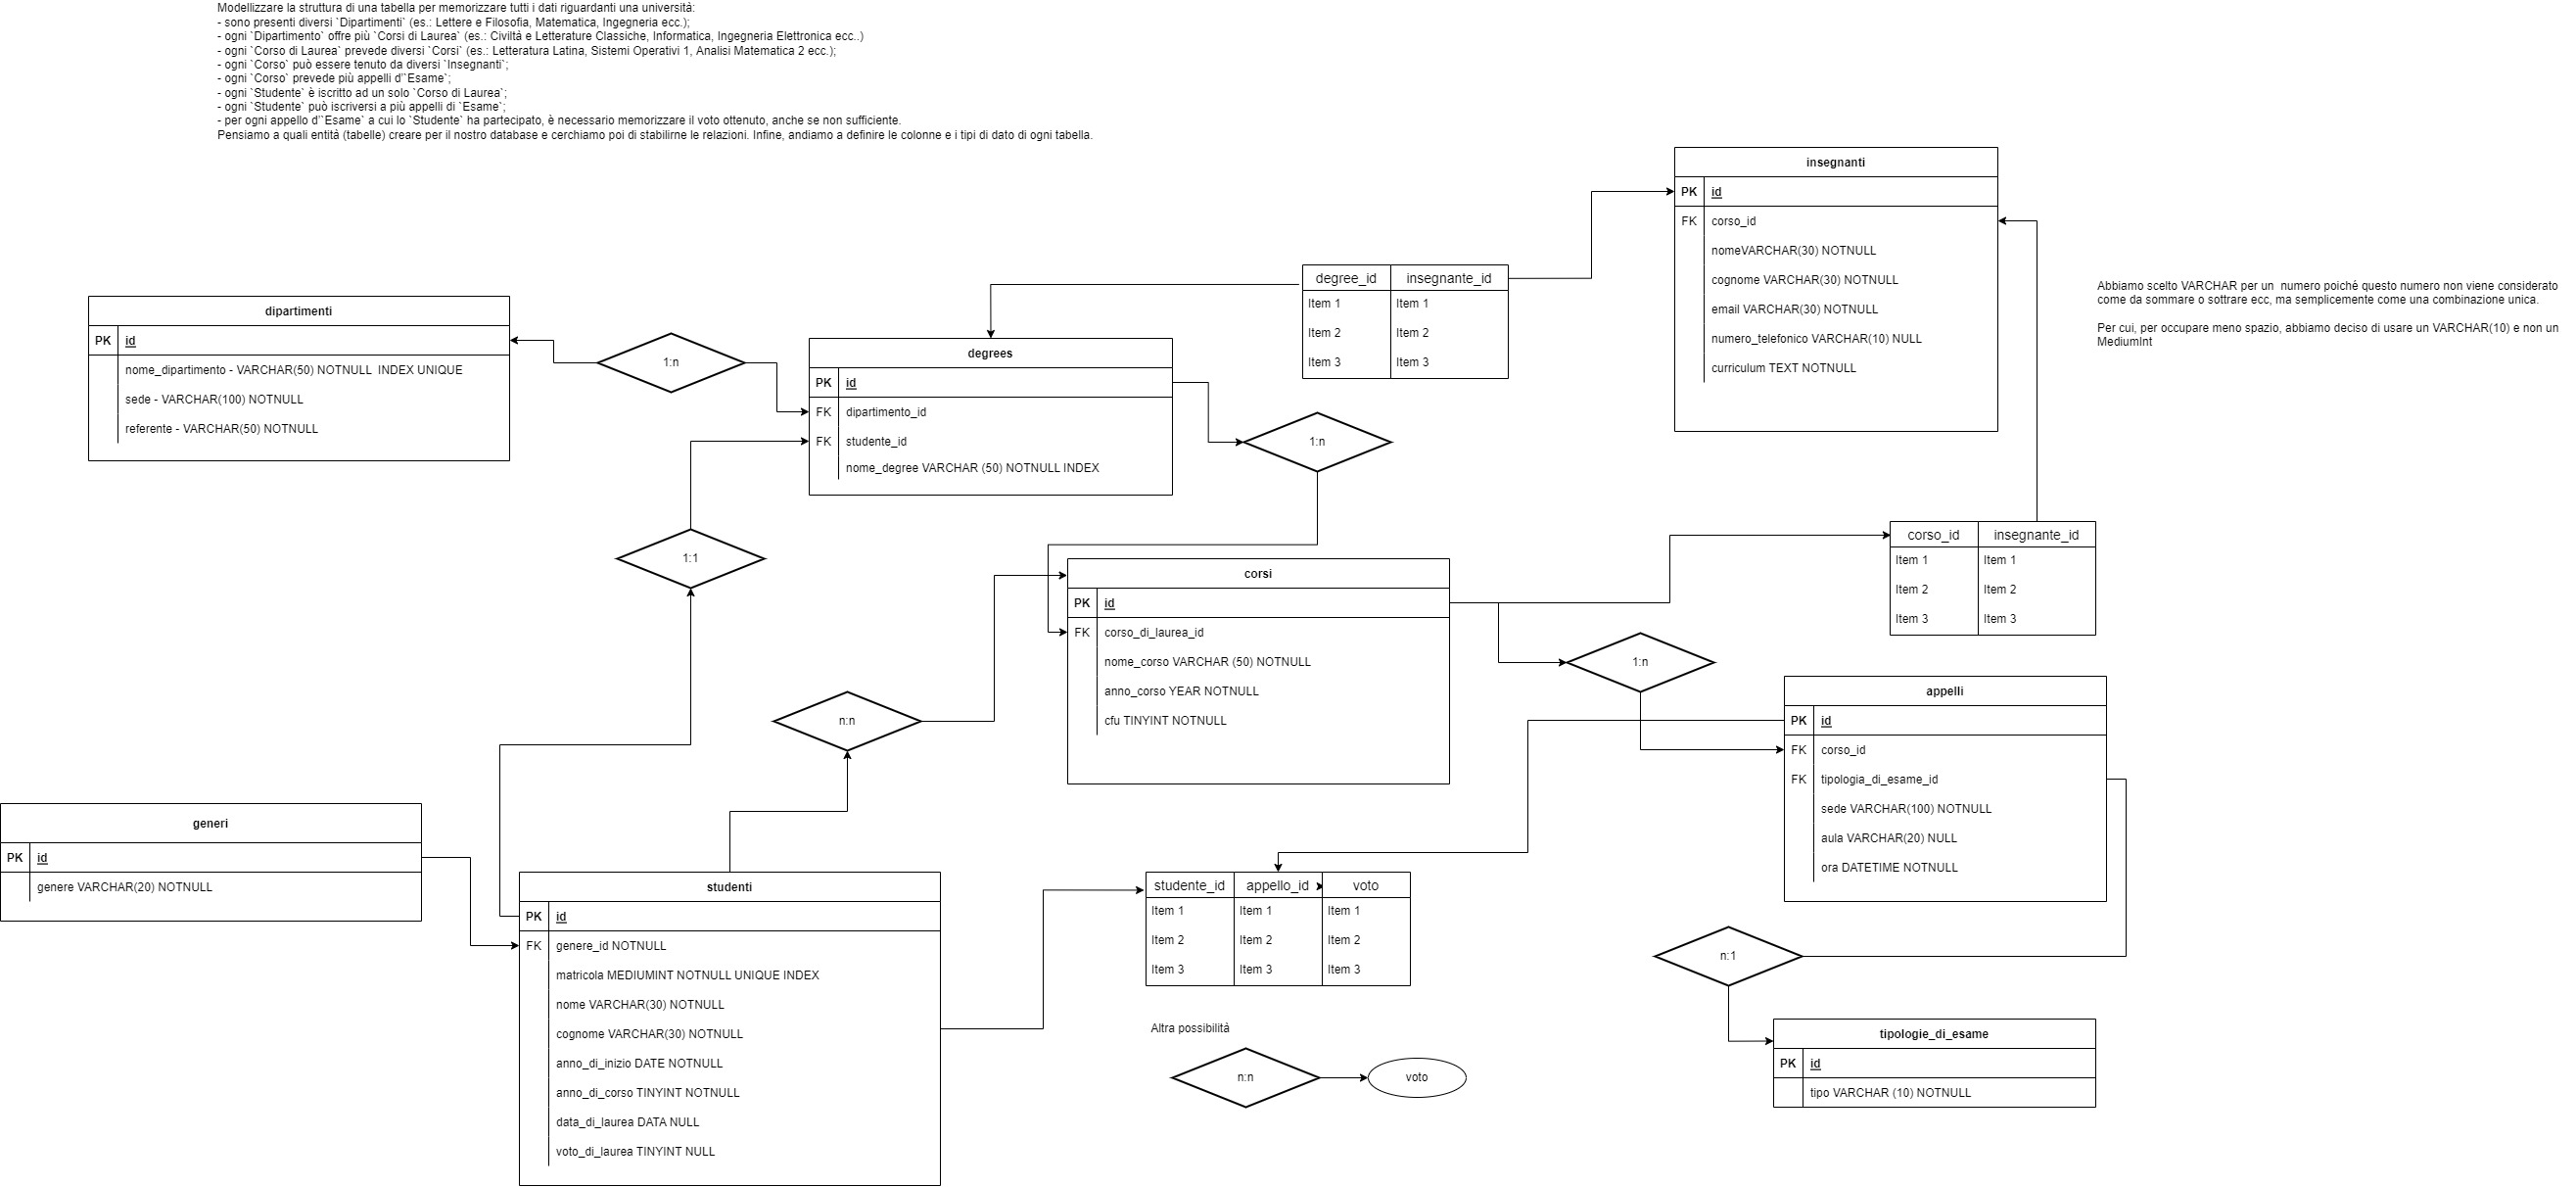 Modellizzare la struttura di una tabella per memorizzare tutti i dati riguardanti una università:
- sono presenti diversi `Dipartimenti` (es.: Lettere e Filosofia, Matematica, Ingegneria ecc.);
- ogni `Dipartimento` offre più `Corsi di Laurea` (es.: Civiltà e Letterature Classiche, Informatica, Ingegneria Elettronica ecc..)
- ogni `Corso di Laurea` prevede diversi `Corsi` (es.: Letteratura Latina, Sistemi Operativi 1, Analisi Matematica 2 ecc.);
- ogni `Corso` può essere tenuto da diversi `Insegnanti`;
- ogni `Corso` prevede più appelli d'`Esame`;
- ogni `Studente` è iscritto ad un solo `Corso di Laurea`;
- ogni `Studente` può iscriversi a più appelli di `Esame`;
- per ogni appello d'`Esame` a cui lo `Studente` ha partecipato, è necessario memorizzare il voto ottenuto, anche se non sufficiente.
Pensiamo a quali entità (tabelle) creare per il nostro database e cerchiamo poi di stabilirne le relazioni. Infine, andiamo a definire le colonne e i tipi di dato di ogni tabella.
insegnanti
PK id
FK corso_id
nomeVARCHAR(30) NOTNULL
cognome VARCHAR(30) NOTNULL
email VARCHAR(30) NOTNULL
numero_telefonico VARCHAR(10) NULL
curriculum TEXT NOTNULL
Abbiamo scelto VARCHAR per un  numero poiché questo numero non viene considerato
come da sommare o sottrare ecc, ma semplicemente come una combinazione unica.
Per cui, per occupare meno spazio, abbiamo deciso di usare un VARCHAR(10) e non un
MediumInt
degree_id insegnante_id
Item 1 Item 1
Item 2 Item 2
Item 3 Item 3
dipartimenti
PK id
nome_dipartimento - VARCHAR(50) NOTNULL  INDEX UNIQUE
sede - VARCHAR(100) NOTNULL
referente - VARCHAR(50) NOTNULL
1:n
degrees
PK id
FK dipartimento_id
FK studente_id
nome_degree VARCHAR (50) NOTNULL INDEX
1:n
1:1
corsi
PK id
FK corso_di_laurea_id
nome_corso VARCHAR (50) NOTNULL
anno_corso YEAR NOTNULL
cfu TINYINT NOTNULL
corso_id insegnante_id
Item 1 Item 1
Item 2 Item 2
Item 3 Item 3
1:n
n:n
appelli
PK id
FK corso_id
FK tipologia_di_esame_id
sede VARCHAR(100) NOTNULL
aula VARCHAR(20) NULL
ora DATETIME NOTNULL
generi
PK id
genere VARCHAR(20) NOTNULL
studenti
PK id
FK genere_id NOTNULL
matricola MEDIUMINT NOTNULL UNIQUE INDEX
nome VARCHAR(30) NOTNULL
cognome VARCHAR(30) NOTNULL
anno_di_inizio DATE NOTNULL
anno_di_corso TINYINT NOTNULL
data_di_laurea DATA NULL
voto_di_laurea TINYINT NULL
studente_id appello_id voto
Item 1 Item 1 Item 1
Item 2 Item 2 Item 2
Item 3 Item 3 Item 3
Altra possibilità
n:n
voto
n:1
tipologie_di_esame
PK id
tipo VARCHAR (10) NOTNULL